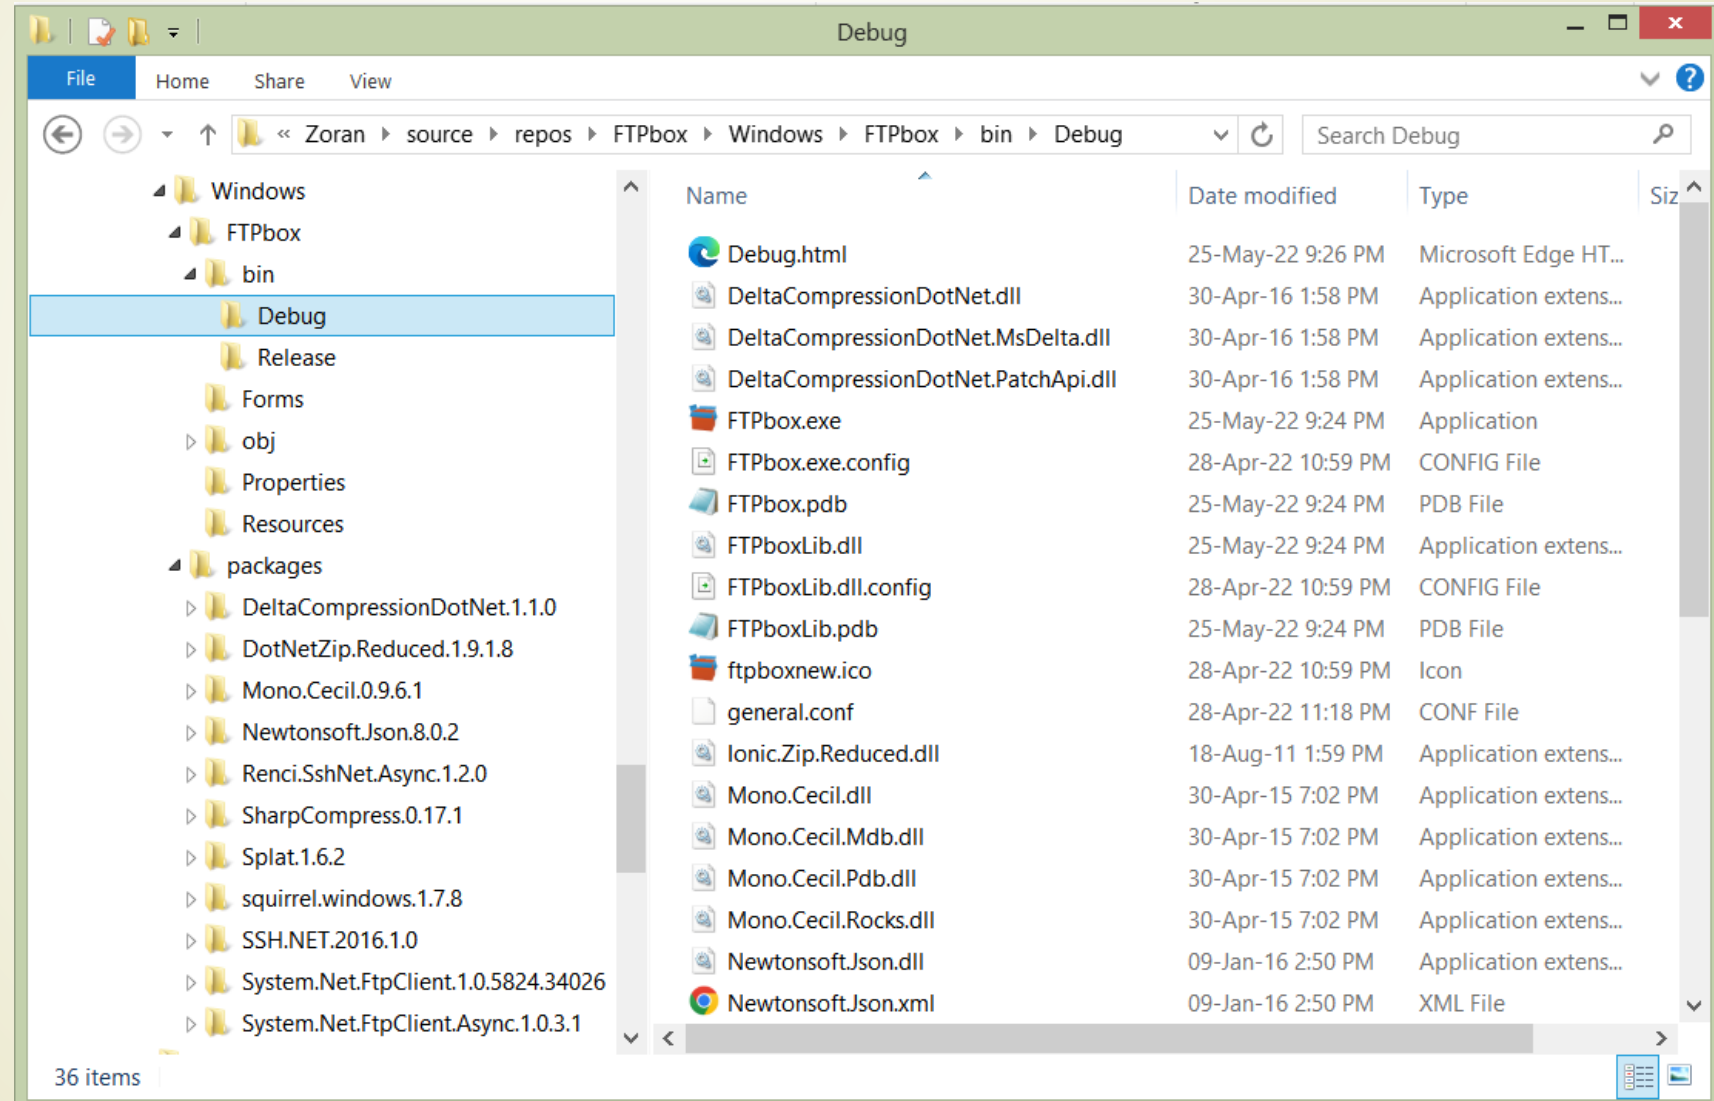 Debug
File Home Share View
« Zoran source repos FTPbox Windows FTPbox bin Debug
Search Debug
Windows
FTPbox
bin
Debug
Release
Forms
obj
Properties
Resources
packages
DeltaCompressionDotNet.1.1.0
DotNetZip.Reduced.1.9.1.8
Mono.Cecil.0.9.6.1
Newtonsoft.Json.8.0.2
Renci.SshNet.Async.1.2.0
SharpCompress.0.17.1
Splat.1.6.2
squirrel.windows.1.7.8
SSH.NET.2016.1.0
System.Net.FtpClient.1.0.5824.34026
System.Net.FtpClient.Async.1.0.3.1
Name Date modified Type Siz
Debug.html 25-May-22 9:26 PM Microsoft Edge HT...
DeltaCompressionDotNet.dll 30-Apr-16 1:58 PM Application extens...
DeltaCompressionDotNet.MsDelta.dll 30-Apr-16 1:58 PM Application extens...
DeltaCompressionDotNet.PatchApi.dll 30-Apr-16 1:58 PM Application extens...
FTPbox.exe 25-May-22 9:24 PM Application
FTPbox.exe.config 28-Apr-22 10:59 PM CONFIG File
FTPbox.pdb 25-May-22 9:24 PM PDB File
FTPboxLib.dll 25-May-22 9:24 PM Application extens...
FTPboxLib.dll.config 28-Apr-22 10:59 PM CONFIG File
FTPboxLib.pdb 25-May-22 9:24 PM PDB File
ftpboxnew.ico 28-Apr-22 10:59 PM Icon
general.conf 28-Apr-22 11:18 PM CONF File
Ionic.Zip.Reduced.dll 18-Aug-11 1:59 PM Application extens...
Mono.Cecil.dll 30-Apr-15 7:02 PM Application extens...
Mono.Cecil.Mdb.dll 30-Apr-15 7:02 PM Application extens...
Mono.Cecil.Pdb.dll 30-Apr-15 7:02 PM Application extens...
Mono.Cecil.Rocks.dll 30-Apr-15 7:02 PM Application extens...
Newtonsoft.Json.dll 09-Jan-16 2:50 PM Application extens...
Newtonsoft.Json.xml 09-Jan-16 2:50 PM XML File
36 items